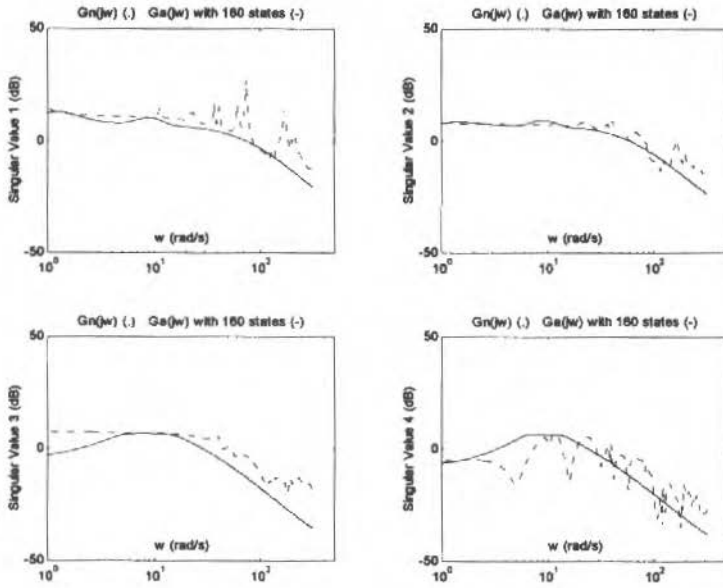 Gn(jw) (.) Ga(jw) with 160 states (-)
50
0
-50
Singular Value 1 (dB)
w (rad/s)
10^0
10^1
10^2
Gn(jw) (.) Ga(jw) with 160 states (-)
50
0
-50
Singular Value 2 (dB)
w (rad/s)
10^0
10^1
10^2
Gn(jw) (.) Ga(jw) with 160 states (-)
50
0
-50
Singular Value 3 (dB)
w (rad/s)
10^0
10^1
10^2
Gn(jw) (.) Ga(jw) with 160 states (-)
50
0
-50
Singular Value 4 (dB)
w (rad/s)
10^0
10^1
10^2